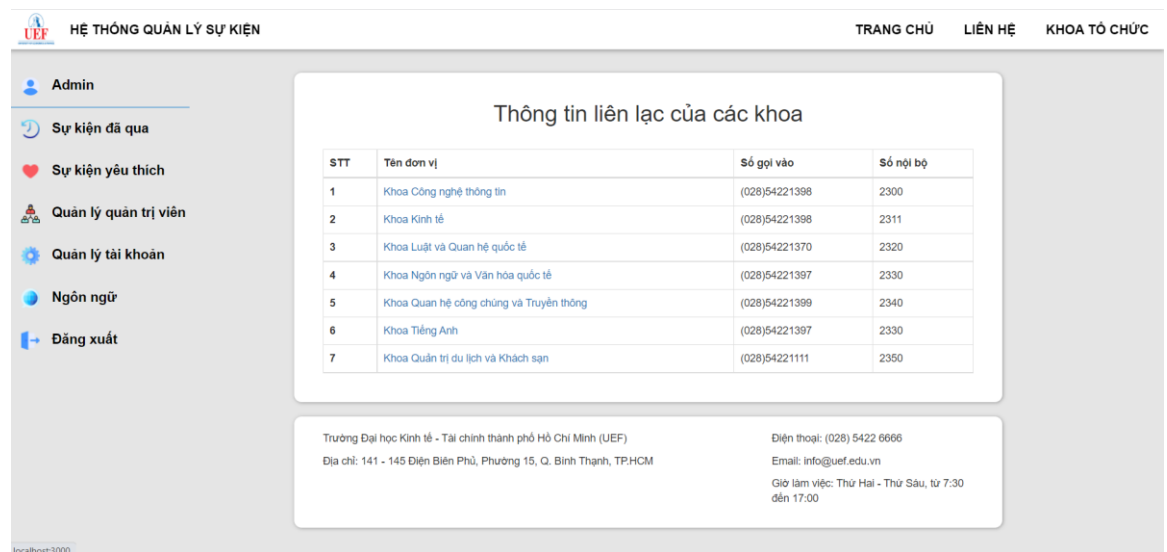 UEF HỆ THỐNG QUẢN LÝ SỰ KIỆN TRANG CHỦ LIÊN HỆ KHOA TỔ CHỨC
Admin
Sự kiện đã qua
Sự kiện yêu thích
Quản lý quản trị viên
Quản lý tài khoản
Ngôn ngữ
Đăng xuất
Thông tin liên lạc của các khoa
STT Tên đơn vị Số gọi vào Số nội bộ
1 Khoa Công nghệ thông tin (028)54221398 2300
2 Khoa Kinh tế (028)54221398 2311
3 Khoa Luật và Quan hệ quốc tế (028)54221370 2320
4 Khoa Ngôn ngữ và Văn hóa quốc tế (028)54221397 2330
5 Khoa Quan hệ công chúng và Truyền thông (028)54221399 2340
6 Khoa Tiếng Anh (028)54221397 2330
7 Khoa Quản trị du lịch và Khách sạn (028)54221111 2350
Trường Đại học Kinh tế - Tài chính thành phố Hồ Chí Minh (UEF)
Địa chỉ: 141 - 145 Điện Biên Phủ, Phường 15, Q. Bình Thạnh, TP.HCM
Điện thoại: (028) 5422 6666
Email: info@uef.edu.vn
Giờ làm việc: Thứ Hai - Thứ Sáu, từ 7:30
đến 17:00
localhost:3000